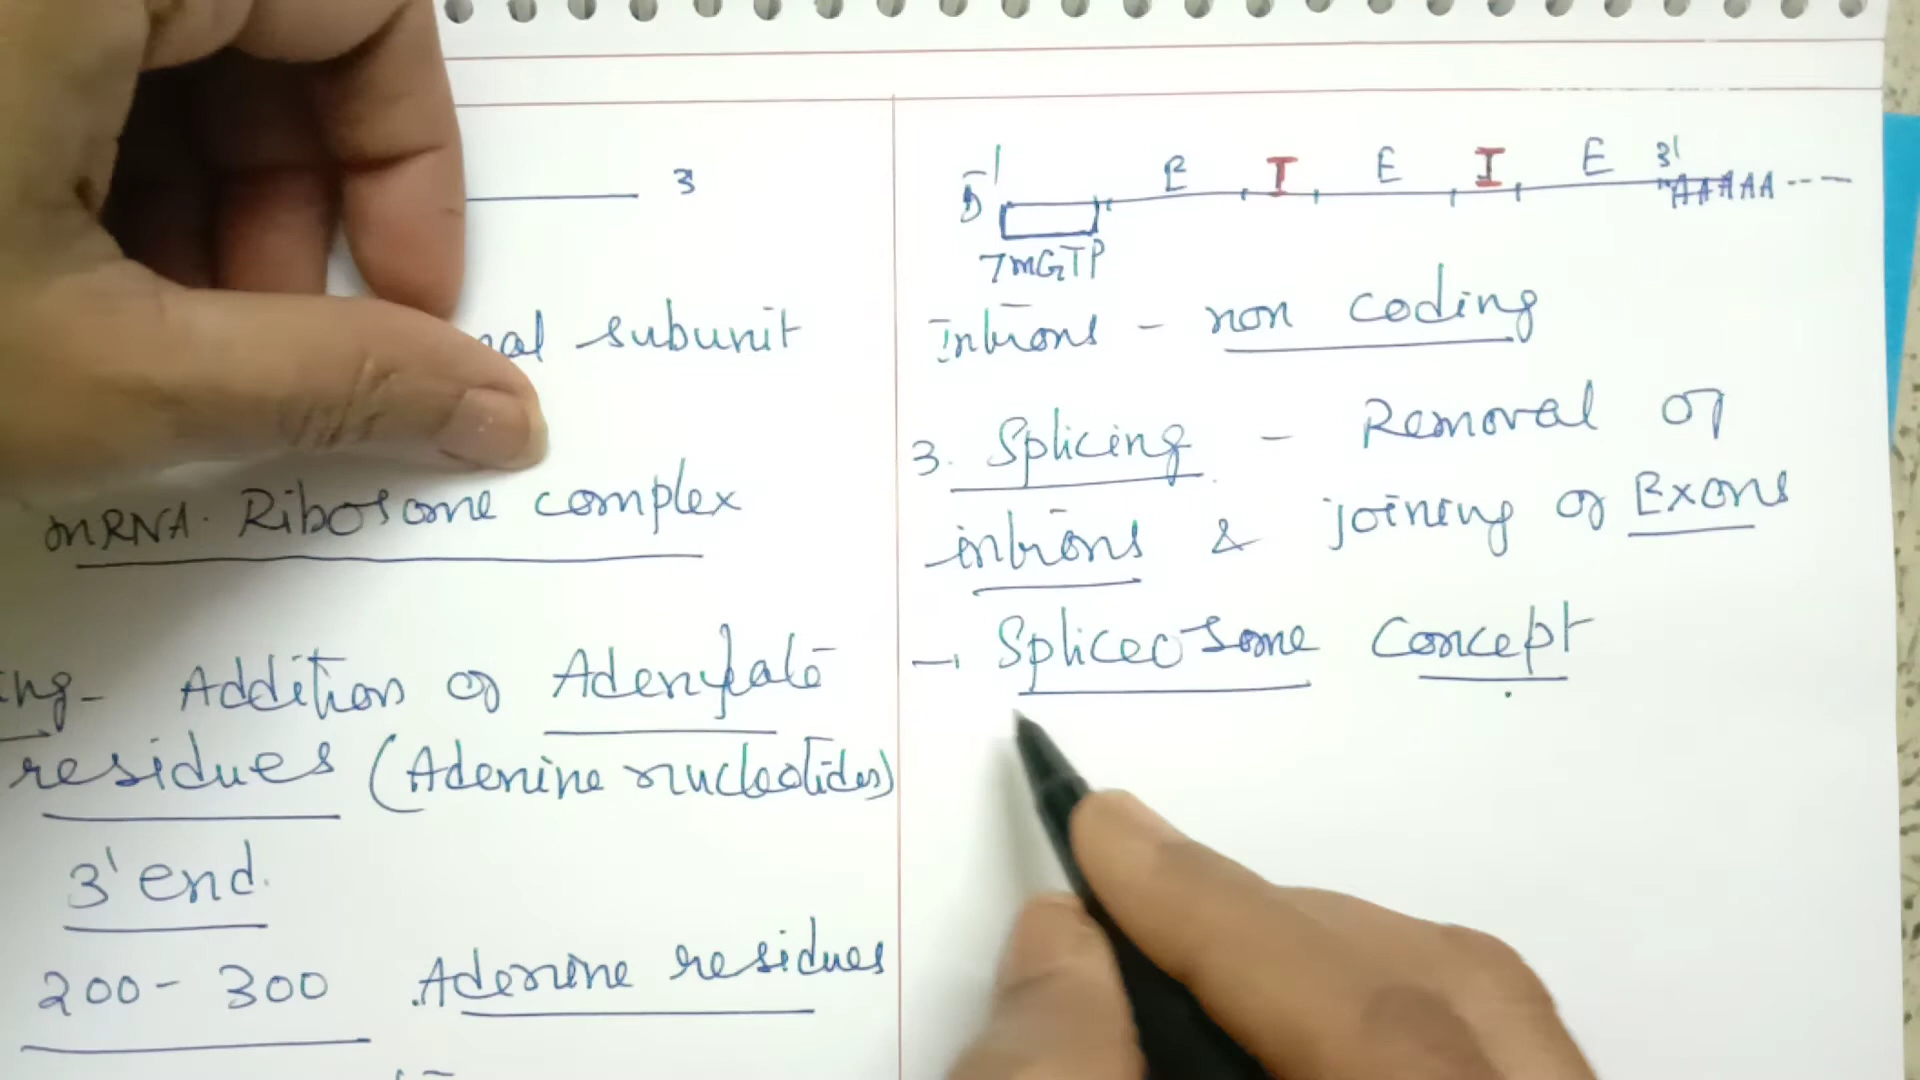 3
subunit
mRNA. Ribosome complex
Addition of Adenylate
residues (Adenine nucleotides)
3' end.
200- 300 Adenine residues
5' E I E I E 3'
AAAAA ---
7mGTP
Introns - non coding
3. Splicing - Removal of
introns & joining of Exons
Spliceosome Concept